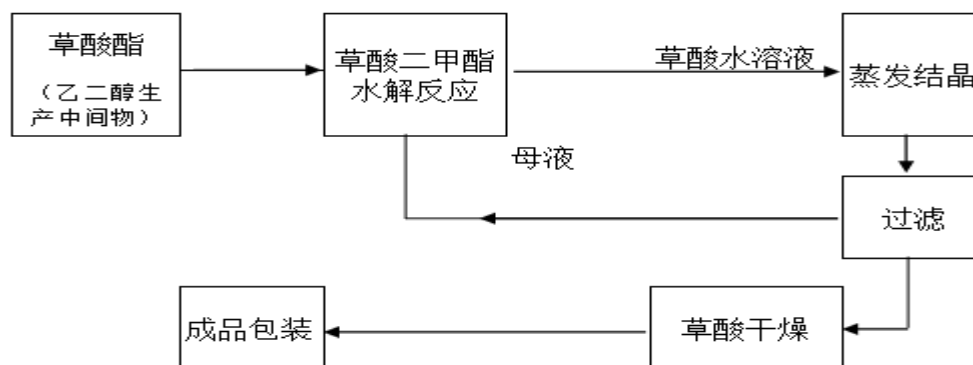 草酸酯
（乙二醇生
产中间物）
草酸二甲酯
水解反应
草酸水溶液
蒸发结晶
母液
过滤
草酸干燥
成品包装